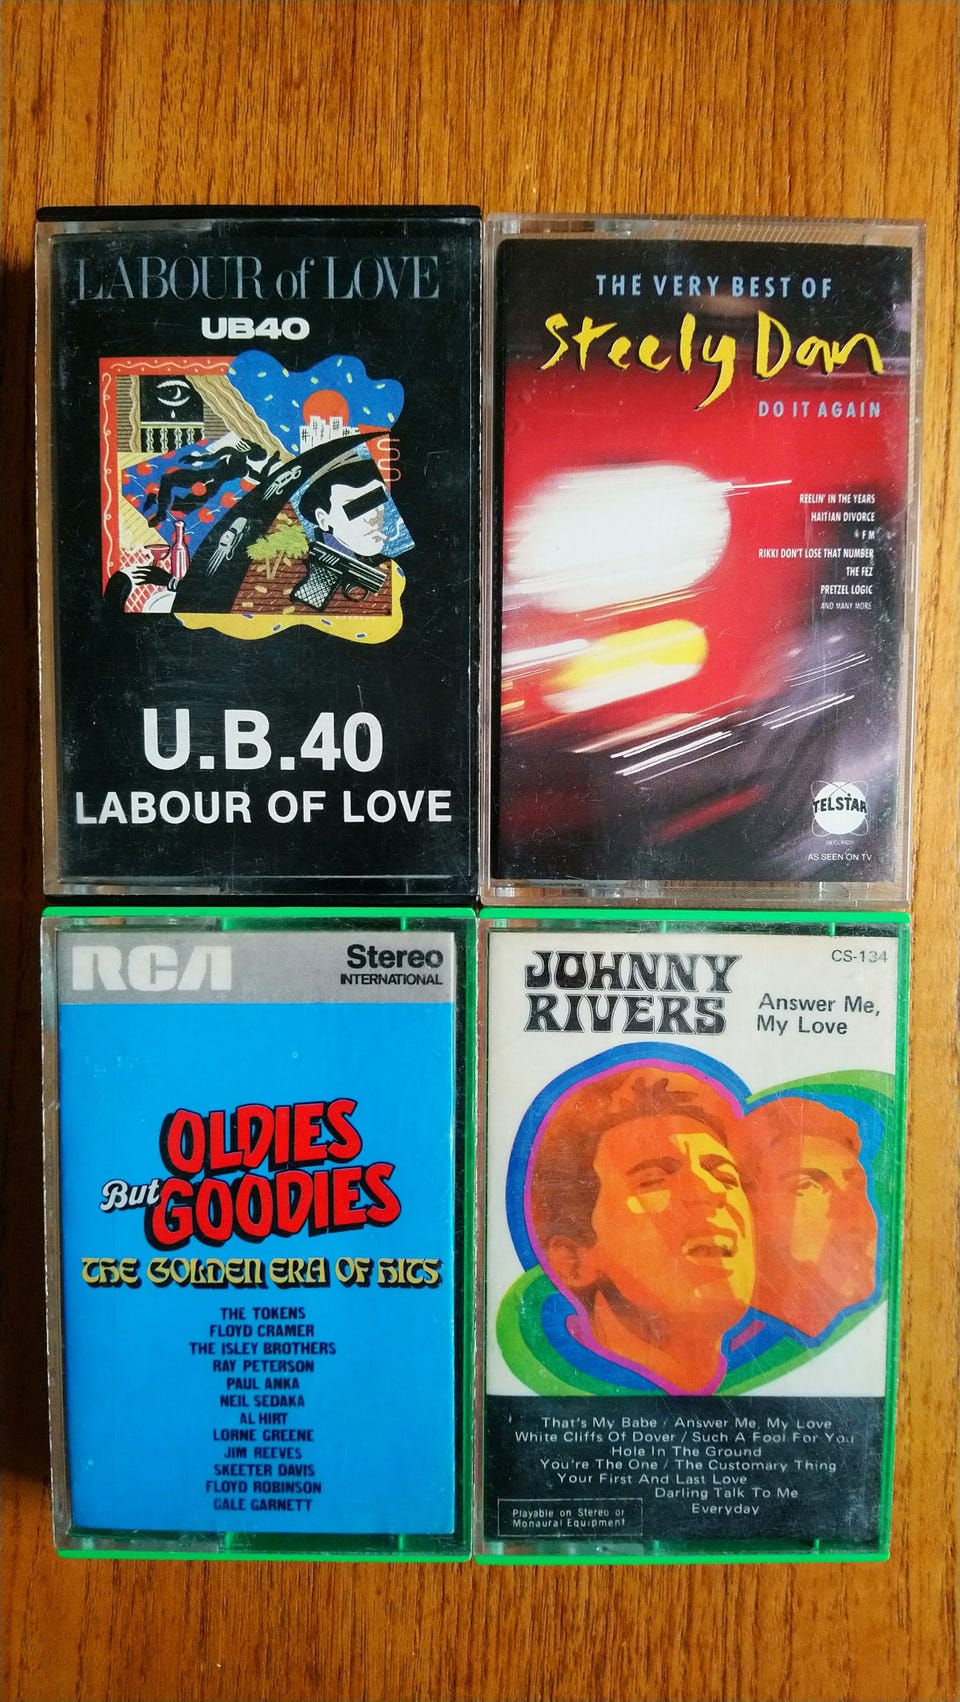 LABOUR of LOVE
UB40
U.B.40
LABOUR OF LOVE
THE VERY BEST OF
Steely Dan
DO IT AGAIN
REELIN' IN THE YEARS
HAITIAN DIVORCE
FM
RIKKI DON'T LOSE THAT NUMBER
THE FEZ
PRETZEL LOGIC
AND MANY MORE
TELSTAR
RECORDS
AS SEEN ON TV
RCA
Stereo
INTERNATIONAL
OLDIES
But GOODIES
THE GOLDEN ERA OF HITS
THE TOKENS
FLOYD CRAMER
THE ISLEY BROTHERS
RAY PETERSON
PAUL ANKA
NEIL SEDAKA
AL HIRT
LORNE GREENE
JIM REEVES
SKEETER DAVIS
FLOYD ROBINSON
GALE GARNETT
CS-134
JOHNNY
RIVERS
Answer Me,
My Love
That's My Babe / Answer Me, My Love
White Cliffs Of Dover / Such A Fool For You
Hole In The Ground
You're The One / The Customary Thing
Your First And Last Love
Darling Talk To Me
Everyday
Playable on Stereo or
Monaural Equipment